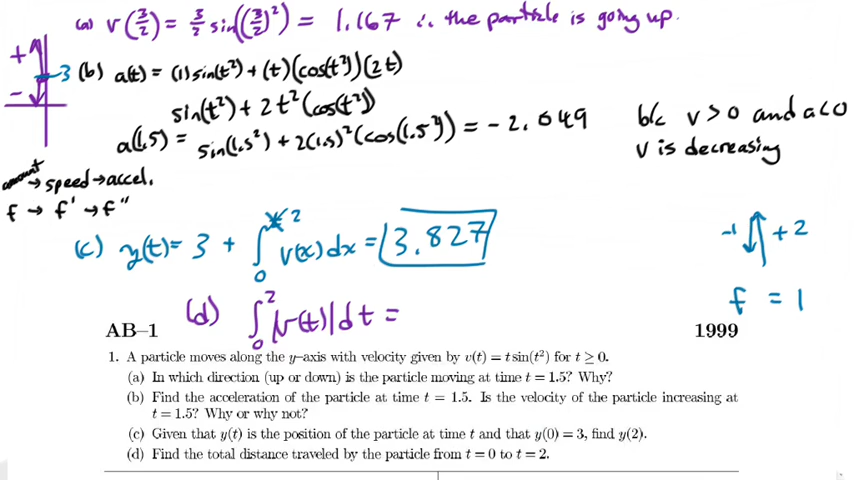 (a) v(3/2) = 3/2 sin((3/2)²) = 1.167 ∴ the particle is going up.
+
3
−
(b) a(t) = (1)sin(t²) + (t)(cos(t²))(2t)
sin(t²) + 2t²(cos(t²))
a(1.5) = sin(1.5²) + 2(1.5)²(cos(1.5²)) = -2.049
b/c v > 0 and a < 0
v is decreasing
amount → speed → accel.
f → f' → f"
(c) y(t) = 3 + ∫₀² v(x)dx = 3.827
-1 +2
f = 1
(d) ∫₀² |v(t)|dt =
AB–1 1999
1. A particle moves along the y–axis with velocity given by v(t) = t sin(t²) for t ≥ 0.
(a) In which direction (up or down) is the particle moving at time t = 1.5? Why?
(b) Find the acceleration of the particle at time t = 1.5. Is the velocity of the particle increasing at
t = 1.5? Why or why not?
(c) Given that y(t) is the position of the particle at time t and that y(0) = 3, find y(2).
(d) Find the total distance traveled by the particle from t = 0 to t = 2.